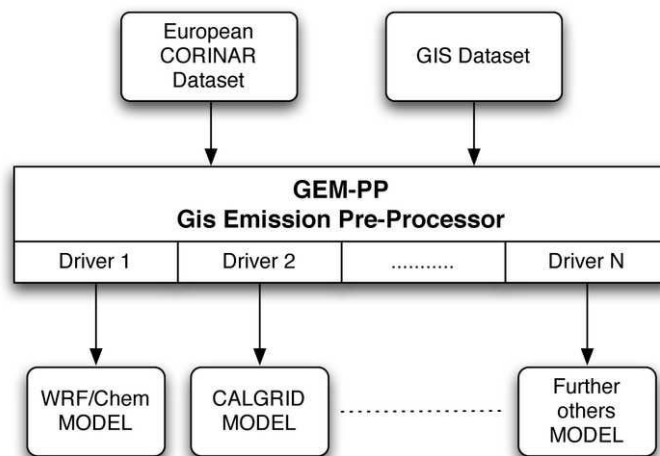 European
CORINAR
Dataset
GIS Dataset
GEM-PP
Gis Emission Pre-Processor
Driver 1
Driver 2
...........
Driver N
WRF/Chem
MODEL
CALGRID
MODEL
Further
others
MODEL